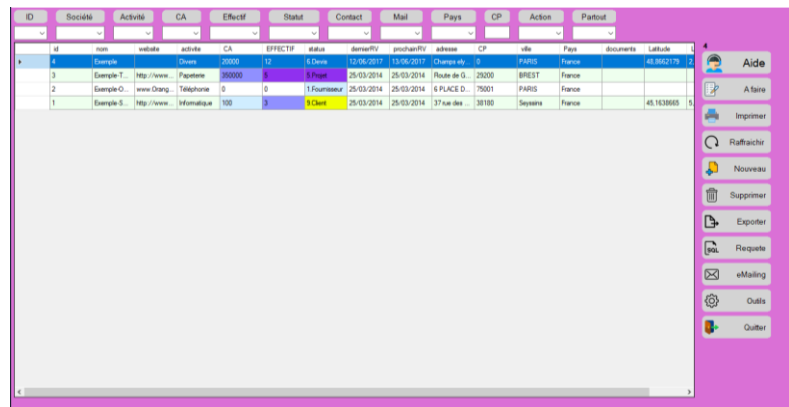 ID Société Activité CA Effectif Statut Contact Mail Pays CP Action Partout
id nom website activite CA EFFECTIF status dernierRV prochainRV adresse CP ville Pays documents Latitude L
4 Exemple Divers 20000 12 6.Devis 12/06/2017 13/06/2017 Champs ely... 0 PARIS France 48,8662179 2,
3 Exemple-T... http://www... Papeterie 350000 5 5.Projet 25/03/2014 25/03/2014 Route de G... 29200 BREST France
2 Exemple-O... www.Orang... Téléphonie 0 0 1.Fournisseur 25/03/2014 25/03/2014 6 PLACE D... 75001 PARIS France
1 Exemple-S... http://www... Informatique 100 3 9.Client 25/03/2014 25/03/2014 37 rue des ... 38180 Seyssins France 45,1638665 5,
4
Aide
A faire
Imprimer
Raffraichir
Nouveau
Supprimer
Exporter
SQL Requete
eMailing
Outils
Quitter